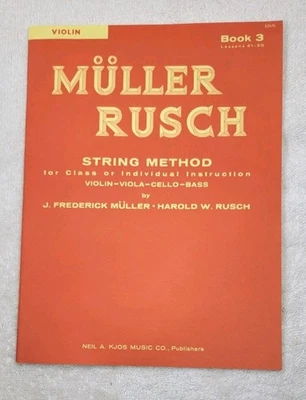 VIOLIN
Book 3
MÜLLER
RUSCH
STRING METHOD
for Class or Individual Instruction
VIOLIN-VIOLA-CELLO-BASS
by
J. FREDERICK MÜLLER • HAROLD W. RUSCH
NEIL A. KJOS MUSIC CO., Publishers